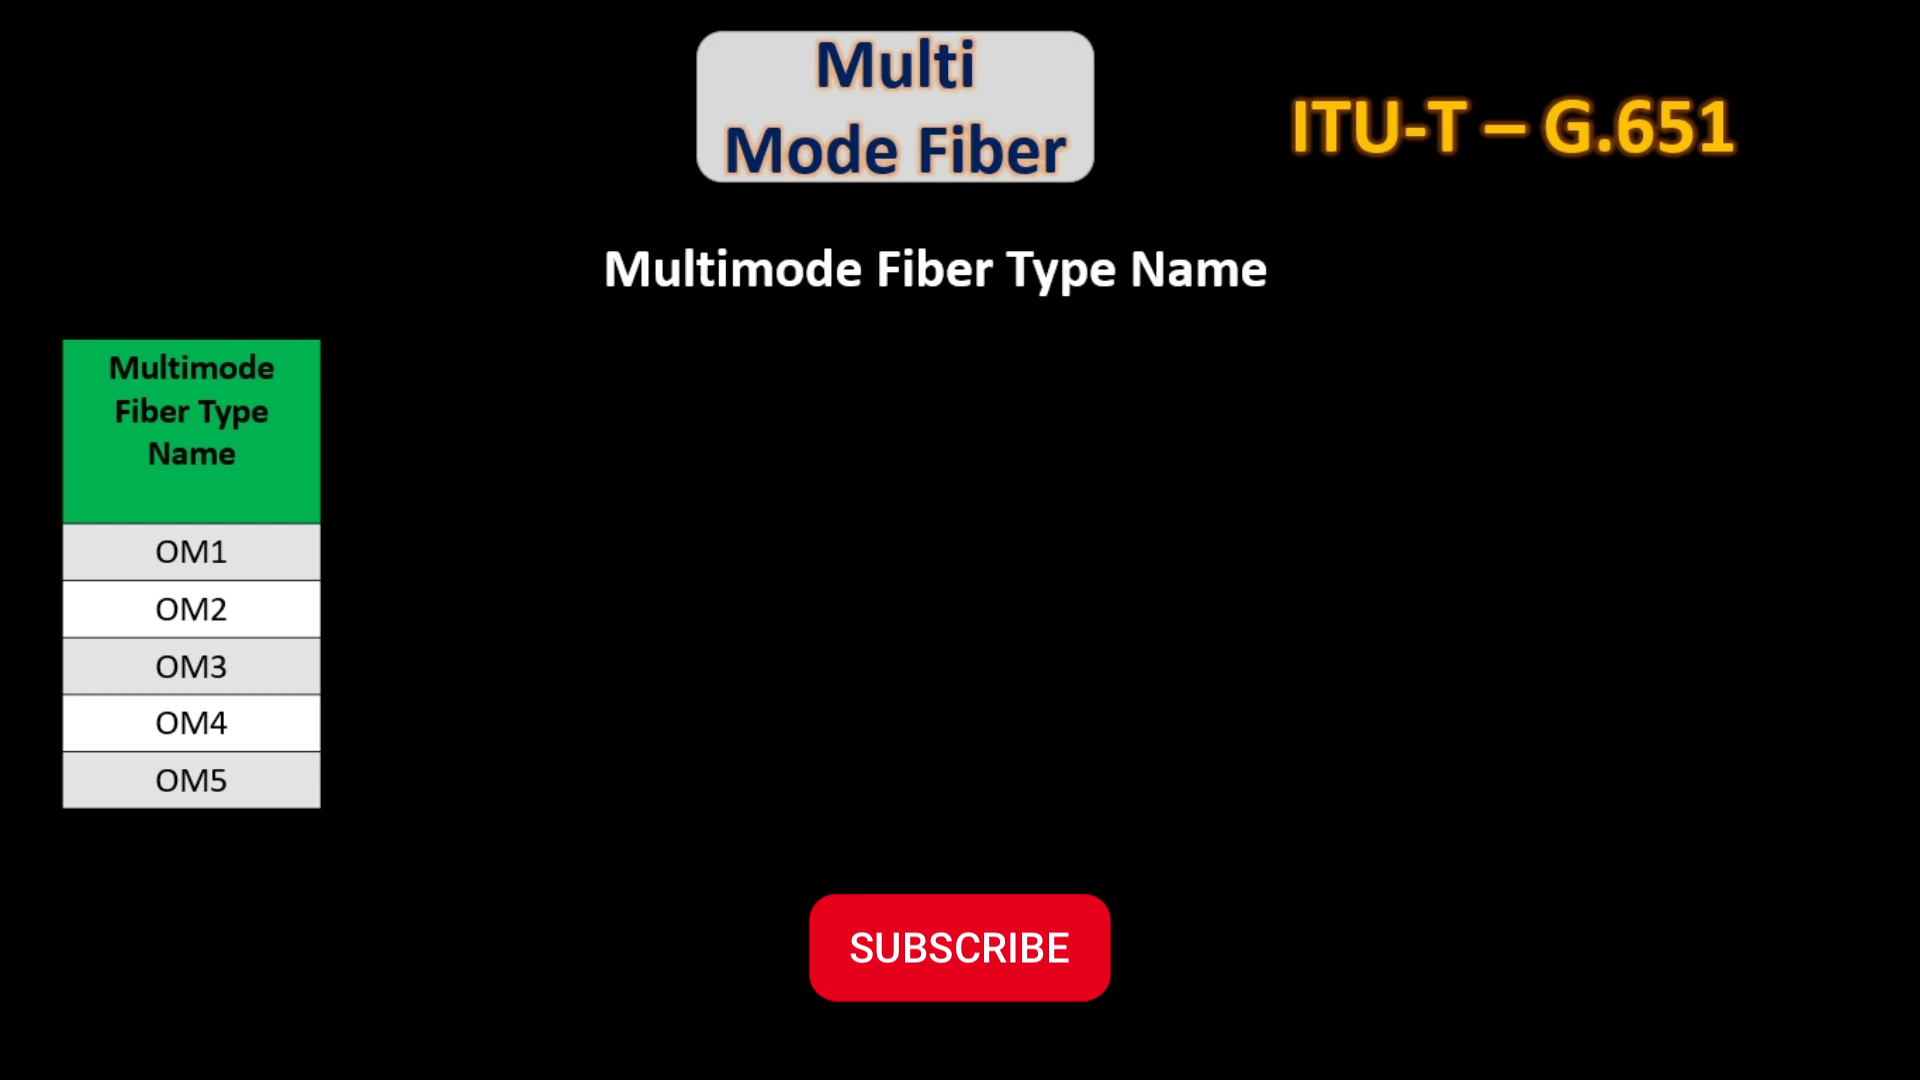 Multi
Mode Fiber
ITU-T – G.651
Multimode Fiber Type Name
Multimode
Fiber Type
Name
OM1
OM2
OM3
OM4
OM5
SUBSCRIBE